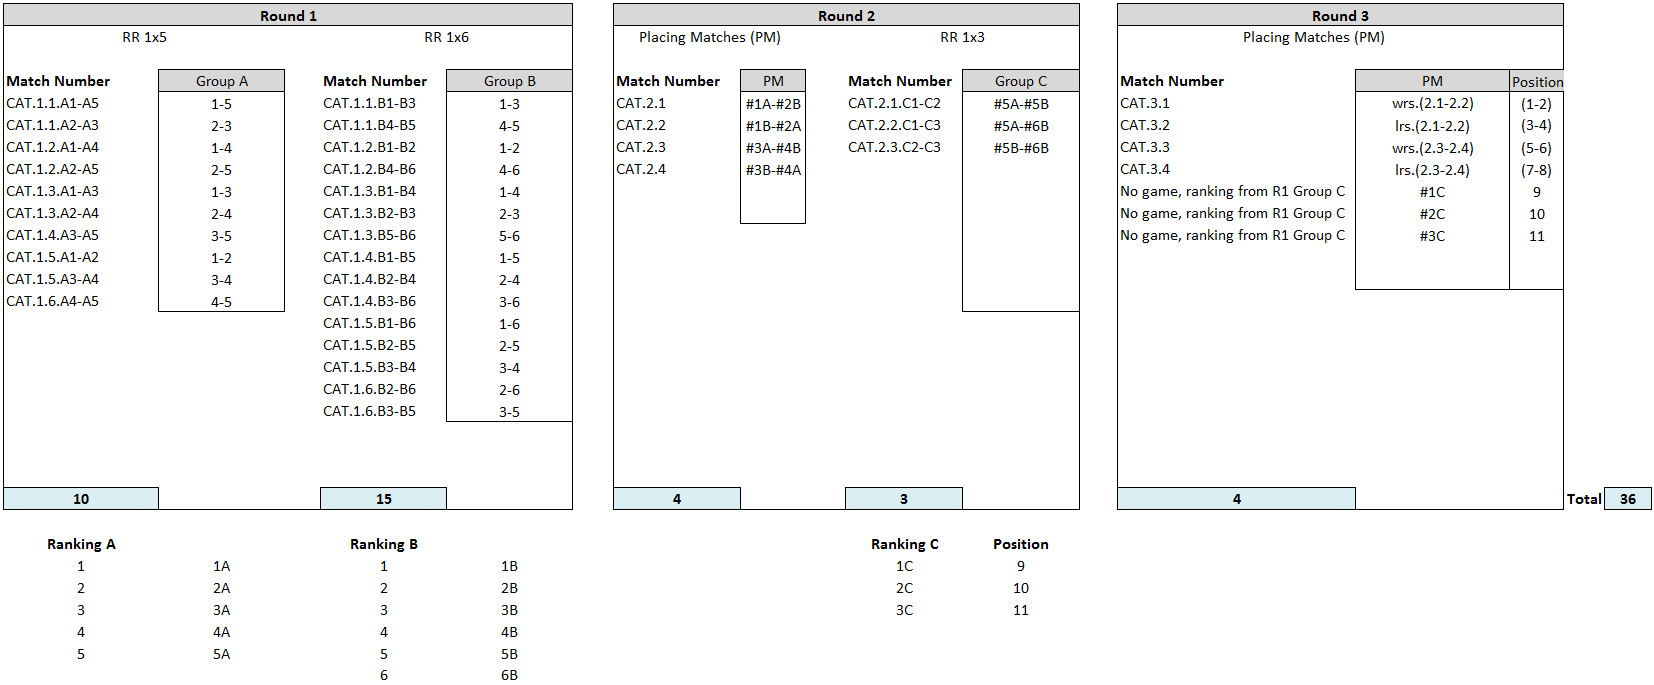 Round 1 Round 2 Round 3
RR 1x5 RR 1x6 Placing Matches (PM) RR 1x3 Placing Matches (PM)
Match Number Group A Match Number Group B Match Number PM Match Number Group C Match Number PM Position
CAT.1.1.A1-A5 1-5 CAT.1.1.B1-B3 1-3 CAT.2.1 #1A-#2B CAT.2.1.C1-C2 #5A-#5B CAT.3.1 wrs.(2.1-2.2) (1-2)
CAT.1.1.A2-A3 2-3 CAT.1.1.B4-B5 4-5 CAT.2.2 #1B-#2A CAT.2.2.C1-C3 #5A-#6B CAT.3.2 lrs.(2.1-2.2) (3-4)
CAT.1.2.A1-A4 1-4 CAT.1.2.B1-B2 1-2 CAT.2.3 #3A-#4B CAT.2.3.C2-C3 #5B-#6B CAT.3.3 wrs.(2.3-2.4) (5-6)
CAT.1.2.A2-A5 2-5 CAT.1.2.B4-B6 4-6 CAT.2.4 #3B-#4A CAT.3.4 lrs.(2.3-2.4) (7-8)
CAT.1.3.A1-A3 1-3 CAT.1.3.B1-B4 1-4 No game, ranking from R1 Group C #1C 9
CAT.1.3.A2-A4 2-4 CAT.1.3.B2-B3 2-3 No game, ranking from R1 Group C #2C 10
CAT.1.4.A3-A5 3-5 CAT.1.3.B5-B6 5-6 No game, ranking from R1 Group C #3C 11
CAT.1.5.A1-A2 1-2 CAT.1.4.B1-B5 1-5
CAT.1.5.A3-A4 3-4 CAT.1.4.B2-B4 2-4
CAT.1.6.A4-A5 4-5 CAT.1.4.B3-B6 3-6
CAT.1.5.B1-B6 1-6
CAT.1.5.B2-B5 2-5
CAT.1.5.B3-B4 3-4
CAT.1.6.B2-B6 2-6
CAT.1.6.B3-B5 3-5
10 15 4 3 4 Total 36
Ranking A Ranking B Ranking C Position
1 1A 1 1B 1C 9
2 2A 2 2B 2C 10
3 3A 3 3B 3C 11
4 4A 4 4B
5 5A 5 5B
6 6B